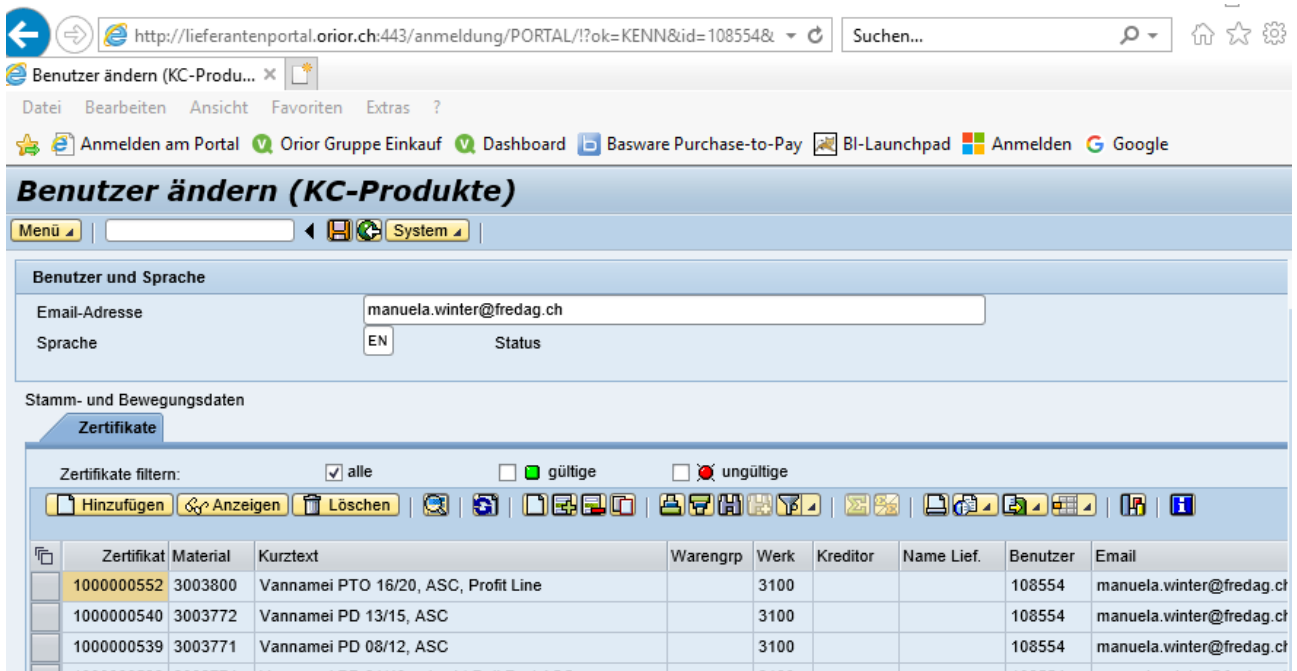 http://lieferantenportal.orior.ch:443/anmeldung/PORTAL/!?ok=KENN&id=108554& Suchen...
Benutzer ändern (KC-Produ...
Datei Bearbeiten Ansicht Favoriten Extras ?
Anmelden am Portal Orior Gruppe Einkauf Dashboard Basware Purchase-to-Pay BI-Launchpad Anmelden Google
Benutzer ändern (KC-Produkte)
Menü System
Benutzer und Sprache
Email-Adresse manuela.winter@fredag.ch
Sprache EN Status
Stamm- und Bewegungsdaten
Zertifikate
Zertifikate filtern: alle gültige ungültige
Hinzufügen Anzeigen Löschen
Zertifikat Material Kurztext Warengrp Werk Kreditor Name Lief. Benutzer Email
1000000552 3003800 Vannamei PTO 16/20, ASC, Profit Line 3100 108554 manuela.winter@fredag.ch
1000000540 3003772 Vannamei PD 13/15, ASC 3100 108554 manuela.winter@fredag.ch
1000000539 3003771 Vannamei PD 08/12, ASC 3100 108554 manuela.winter@fredag.ch